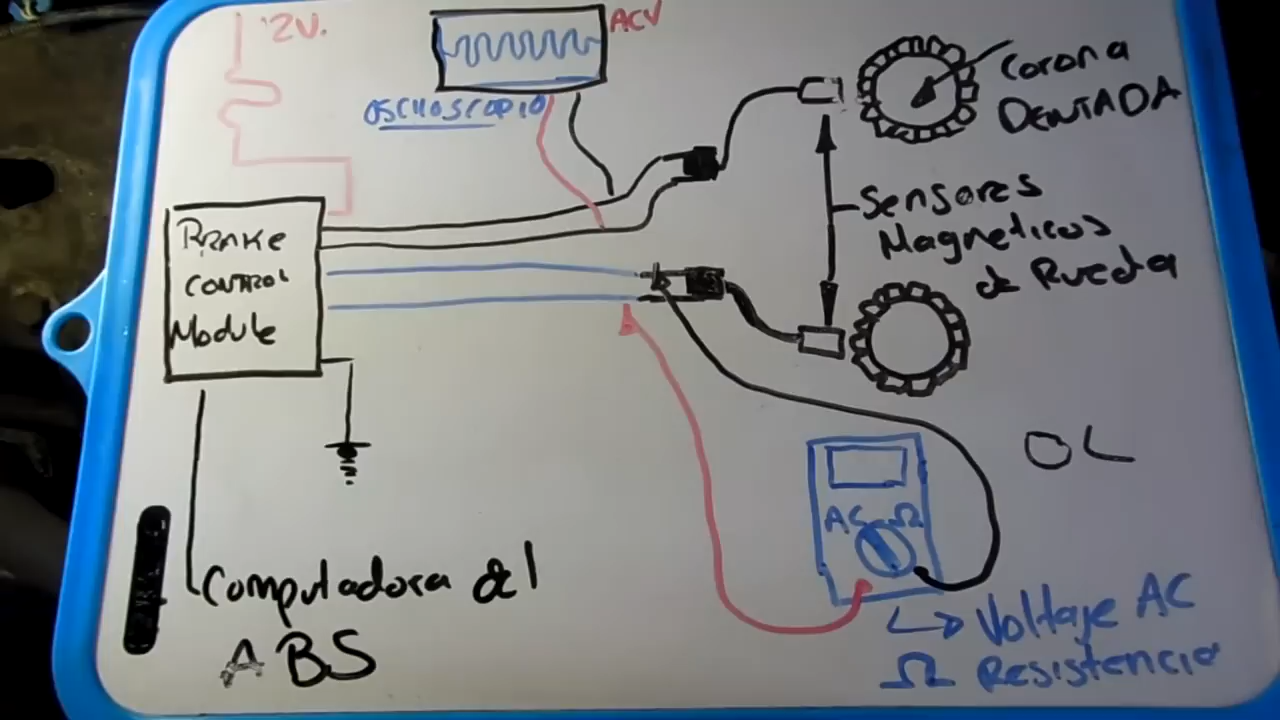 12V.
ACV
OSCILOSCOPIO
Corona
DENTADA
Sensores
Magneticos
de Rueda
BRAKE
CONTROL
Module
OL
AC Ω
Computadora del
ABS
Voltaje AC
Ω Resistencia